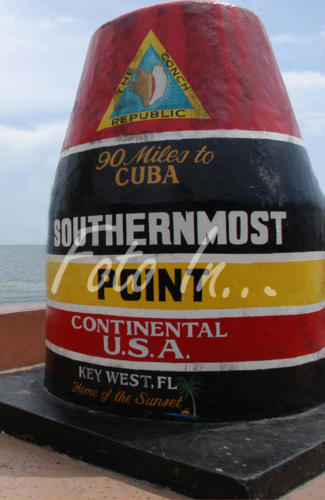 THE CONCH
REPUBLIC
90 Miles to
CUBA
SOUTHERNMOST
POINT
Foto In...
CONTINENTAL
U.S.A.
KEY WEST, FL
Home of the Sunset